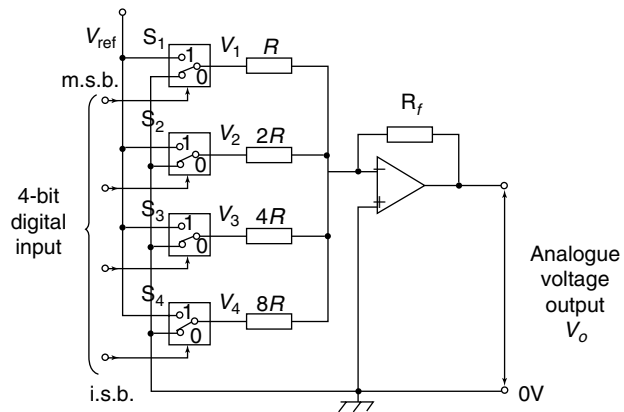 V_ref
S_1
V_1
R
1
0
m.s.b.
S_2
V_2
2R
1
0
R_f
S_3
V_3
4R
1
0
4-bit
digital
input
S_4
V_4
8R
1
0
i.s.b.
−
+
Analogue
voltage
output
V_o
0V